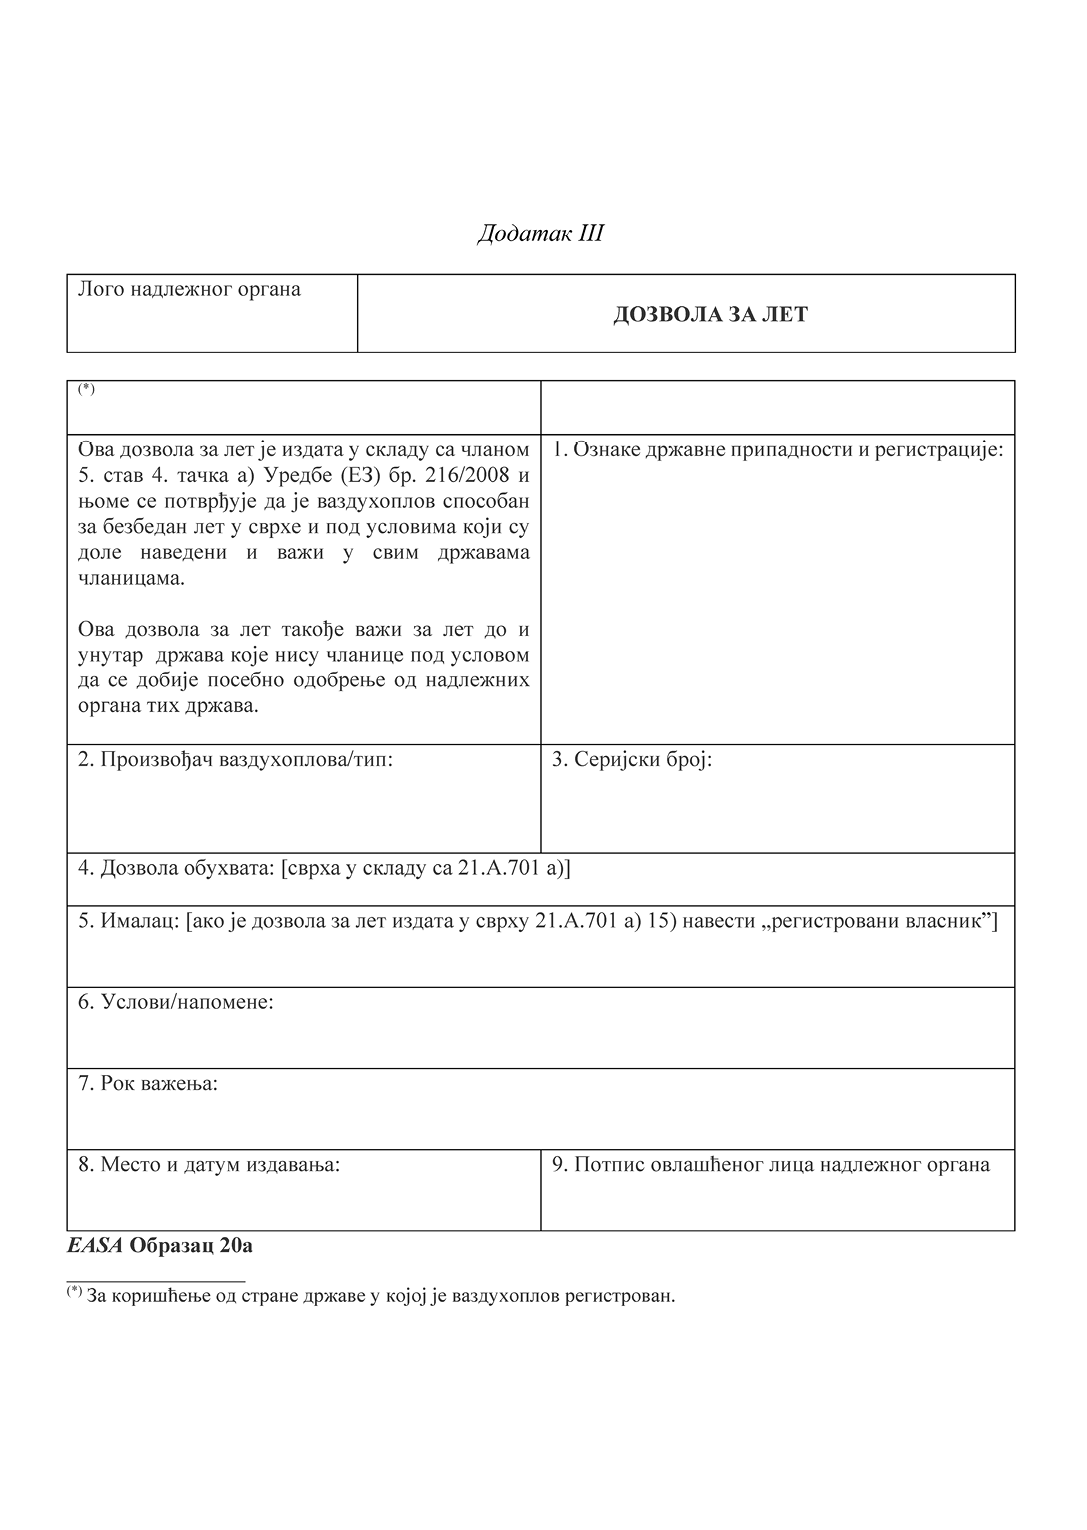 Додатак III
Лого надлежног органа
ДОЗВОЛА ЗА ЛЕТ
(*)
Ова дозвола за лет је издата у складу са чланом
5. став 4. тачка а) Уредбе (ЕЗ) бр. 216/2008 и
њоме се потврђује да је ваздухоплов способан
за безбедан лет у сврхе и под условима који су
доле наведени и важи у свим државама
чланицама.
Ова дозвола за лет такође важи за лет до и
унутар држава које нису чланице под условом
да се добије посебно одобрење од надлежних
органа тих држава.
1. Ознаке државне припадности и регистрације:
2. Произвођач ваздухоплова/тип:
3. Серијски број:
4. Дозвола обухвата: [сврха у складу са 21.А.701 а)]
5. Ималац: [ако је дозвола за лет издата у сврху 21.А.701 а) 15) навести „регистровани власник”]
6. Услови/напомене:
7. Рок важења:
8. Место и датум издавања:
9. Потпис овлашћеног лица надлежног органа
EASA Образац 20а
(*) За коришћење од стране државе у којој је ваздухоплов регистрован.